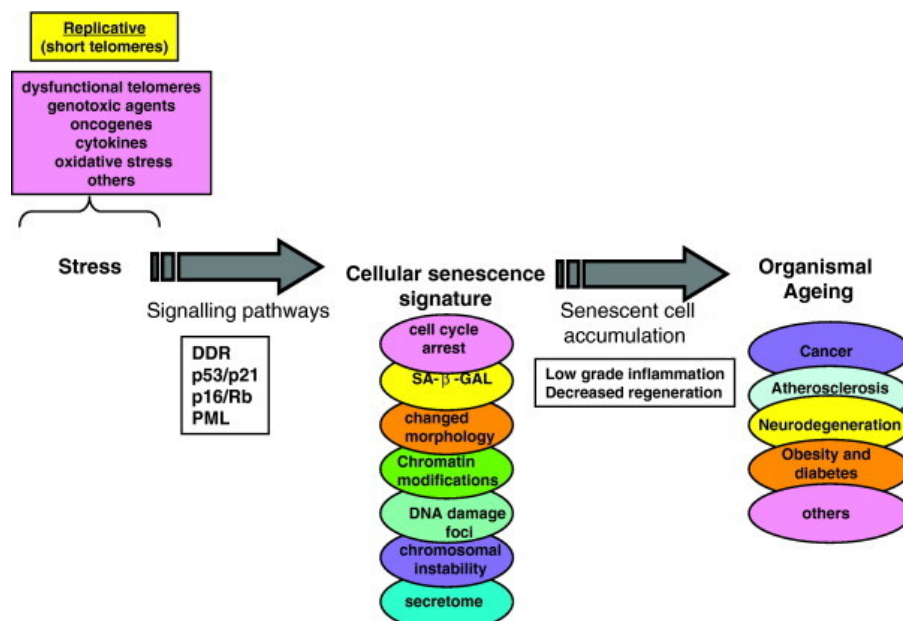 Replicative
(short telomeres)
dysfunctional telomeres
genotoxic agents
oncogenes
cytokines
oxidative stress
others
Stress
Signalling pathways
DDR
p53/p21
p16/Rb
PML
Cellular senescence
signature
cell cycle
arrest
SA-β-GAL
changed
morphology
Chromatin
modifications
DNA damage
foci
chromosomal
instability
secretome
Senescent cell
accumulation
Low grade inflammation
Decreased regeneration
Organismal
Ageing
Cancer
Atherosclerosis
Neurodegeneration
Obesity and
diabetes
others